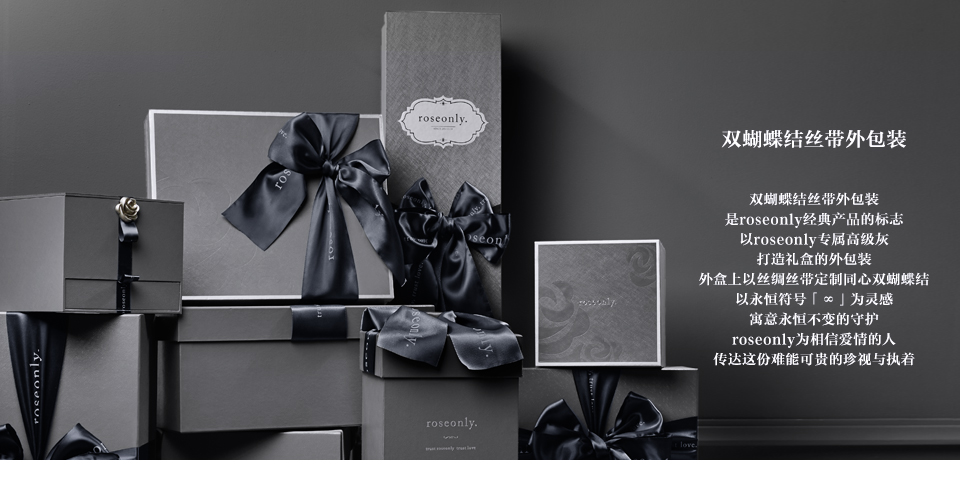 roseonly.
双蝴蝶结丝带外包装
双蝴蝶结丝带外包装
是roseonly经典产品的标志
以roseonly专属高级灰
打造礼盒的外包装
外盒上以丝绸丝带定制同心双蝴蝶结
以永恒符号「∞」为灵感
寓意永恒不变的守护
roseonly为相信爱情的人
传达这份难能可贵的珍视与执着
roseonly.
roseonly.
roseonly.
roseonly.
love.